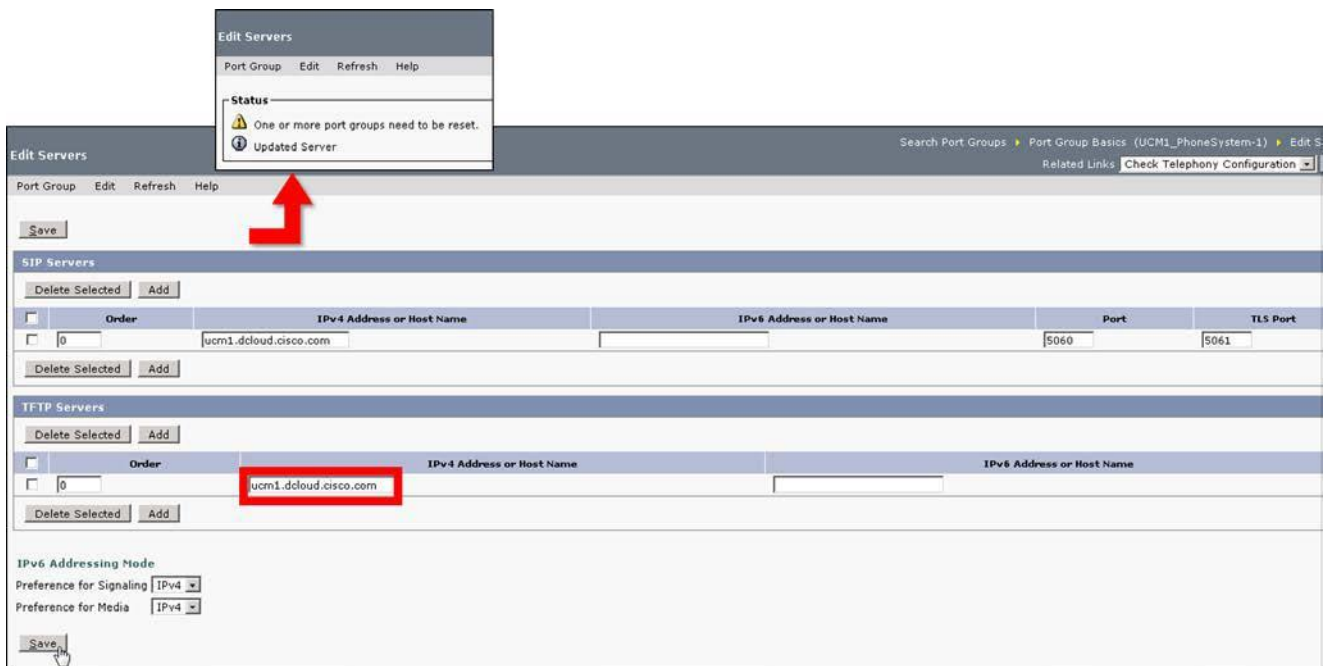 Edit Servers
Port Group Edit Refresh Help
Status
One or more port groups need to be reset.
Updated Server
Edit Servers
Search Port Groups Port Group Basics (UCM1_PhoneSystem-1) Edit S
Related Links Check Telephony Configuration
Port Group Edit Refresh Help
Save
SIP Servers
Delete Selected Add
Order IPv4 Address or Host Name IPv6 Address or Host Name Port TLS Port
0 ucm1.dcloud.cisco.com 5060 5061
Delete Selected Add
TFTP Servers
Delete Selected Add
Order IPv4 Address or Host Name IPv6 Address or Host Name
0 ucm1.dcloud.cisco.com
Delete Selected Add
IPv6 Addressing Mode
Preference for Signaling IPv4
Preference for Media IPv4
Save